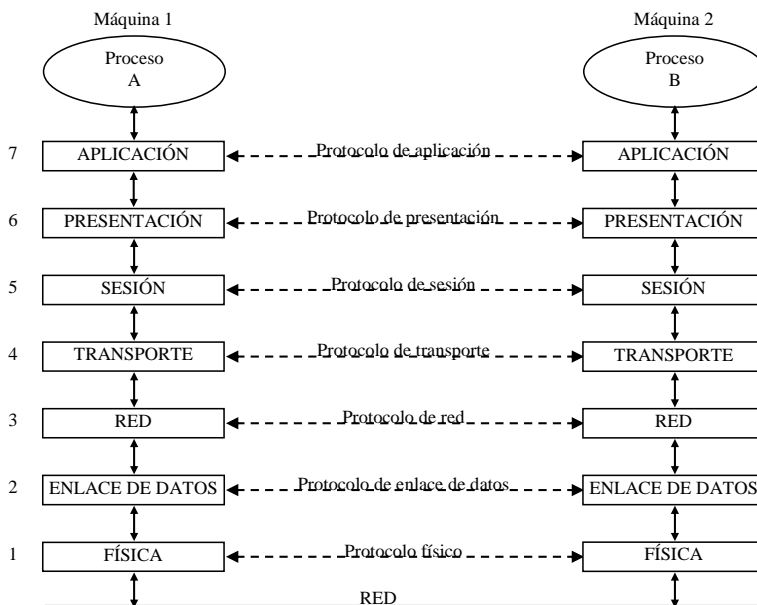 Máquina 1 Máquina 2
Proceso Proceso
A B
7 APLICACIÓN Protocolo de aplicación APLICACIÓN
6 PRESENTACIÓN Protocolo de presentación PRESENTACIÓN
5 SESIÓN Protocolo de sesión SESIÓN
4 TRANSPORTE Protocolo de transporte TRANSPORTE
3 RED Protocolo de red RED
2 ENLACE DE DATOS Protocolo de enlace de datos ENLACE DE DATOS
1 FÍSICA Protocolo físico FÍSICA
RED